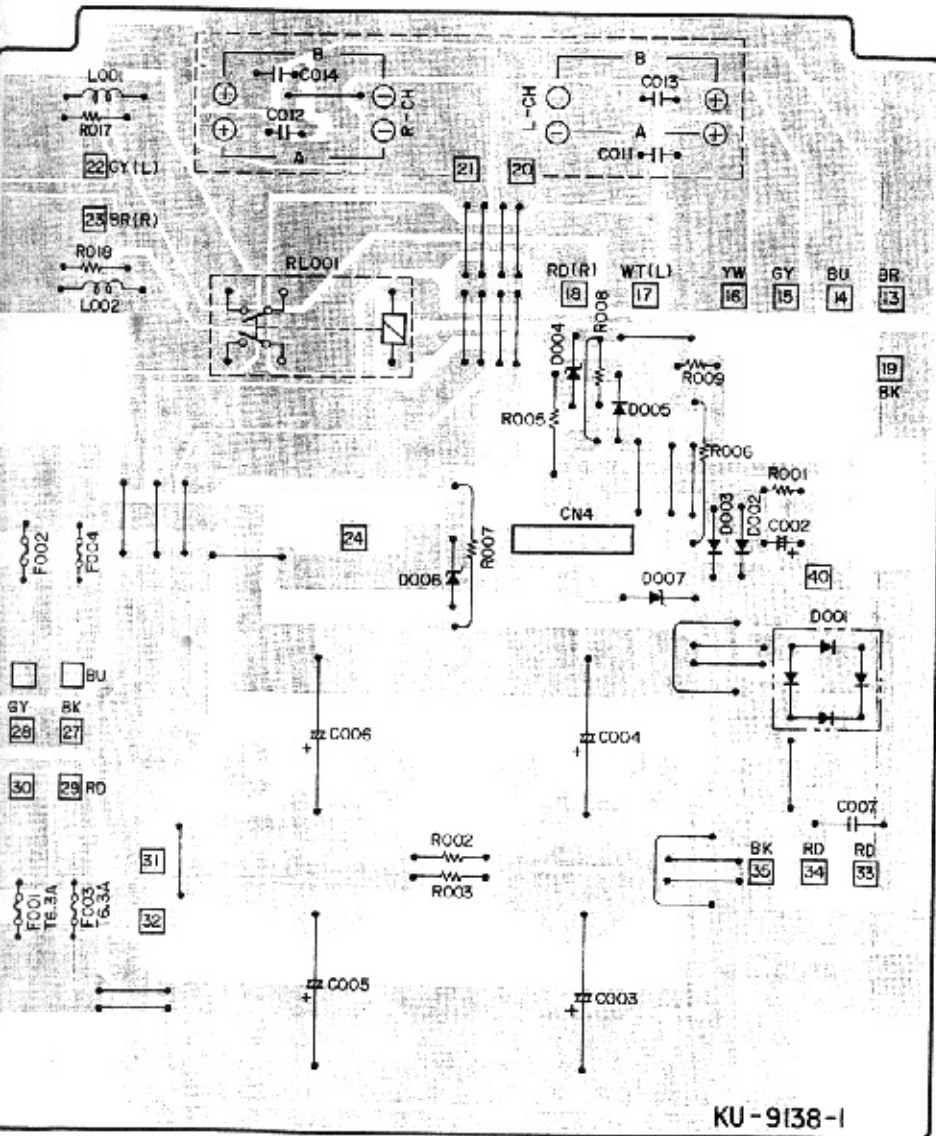 B B
C014 C013
L001
R-CH L-CH
C012
R017
A A
C011
22 GY(L) 21 20
23 BR(R)
R018
RL001
RD(R) WT(L) YW GY BU BR
18 17 16 15 14 13
L002
R008
D004
R009 19
BK
R005 D005
R006
R001
CN4 D003 D002 C002
F002 F004 24 R007
D006 D007 40
D001
BU
GY BK
28 27 C006 C004
30 29 RD
C007
R002 BK RD RD
31 35 34 33
R003
F001 T6.3A F003 T6.3A 32
C005 C003
KU-9138-1